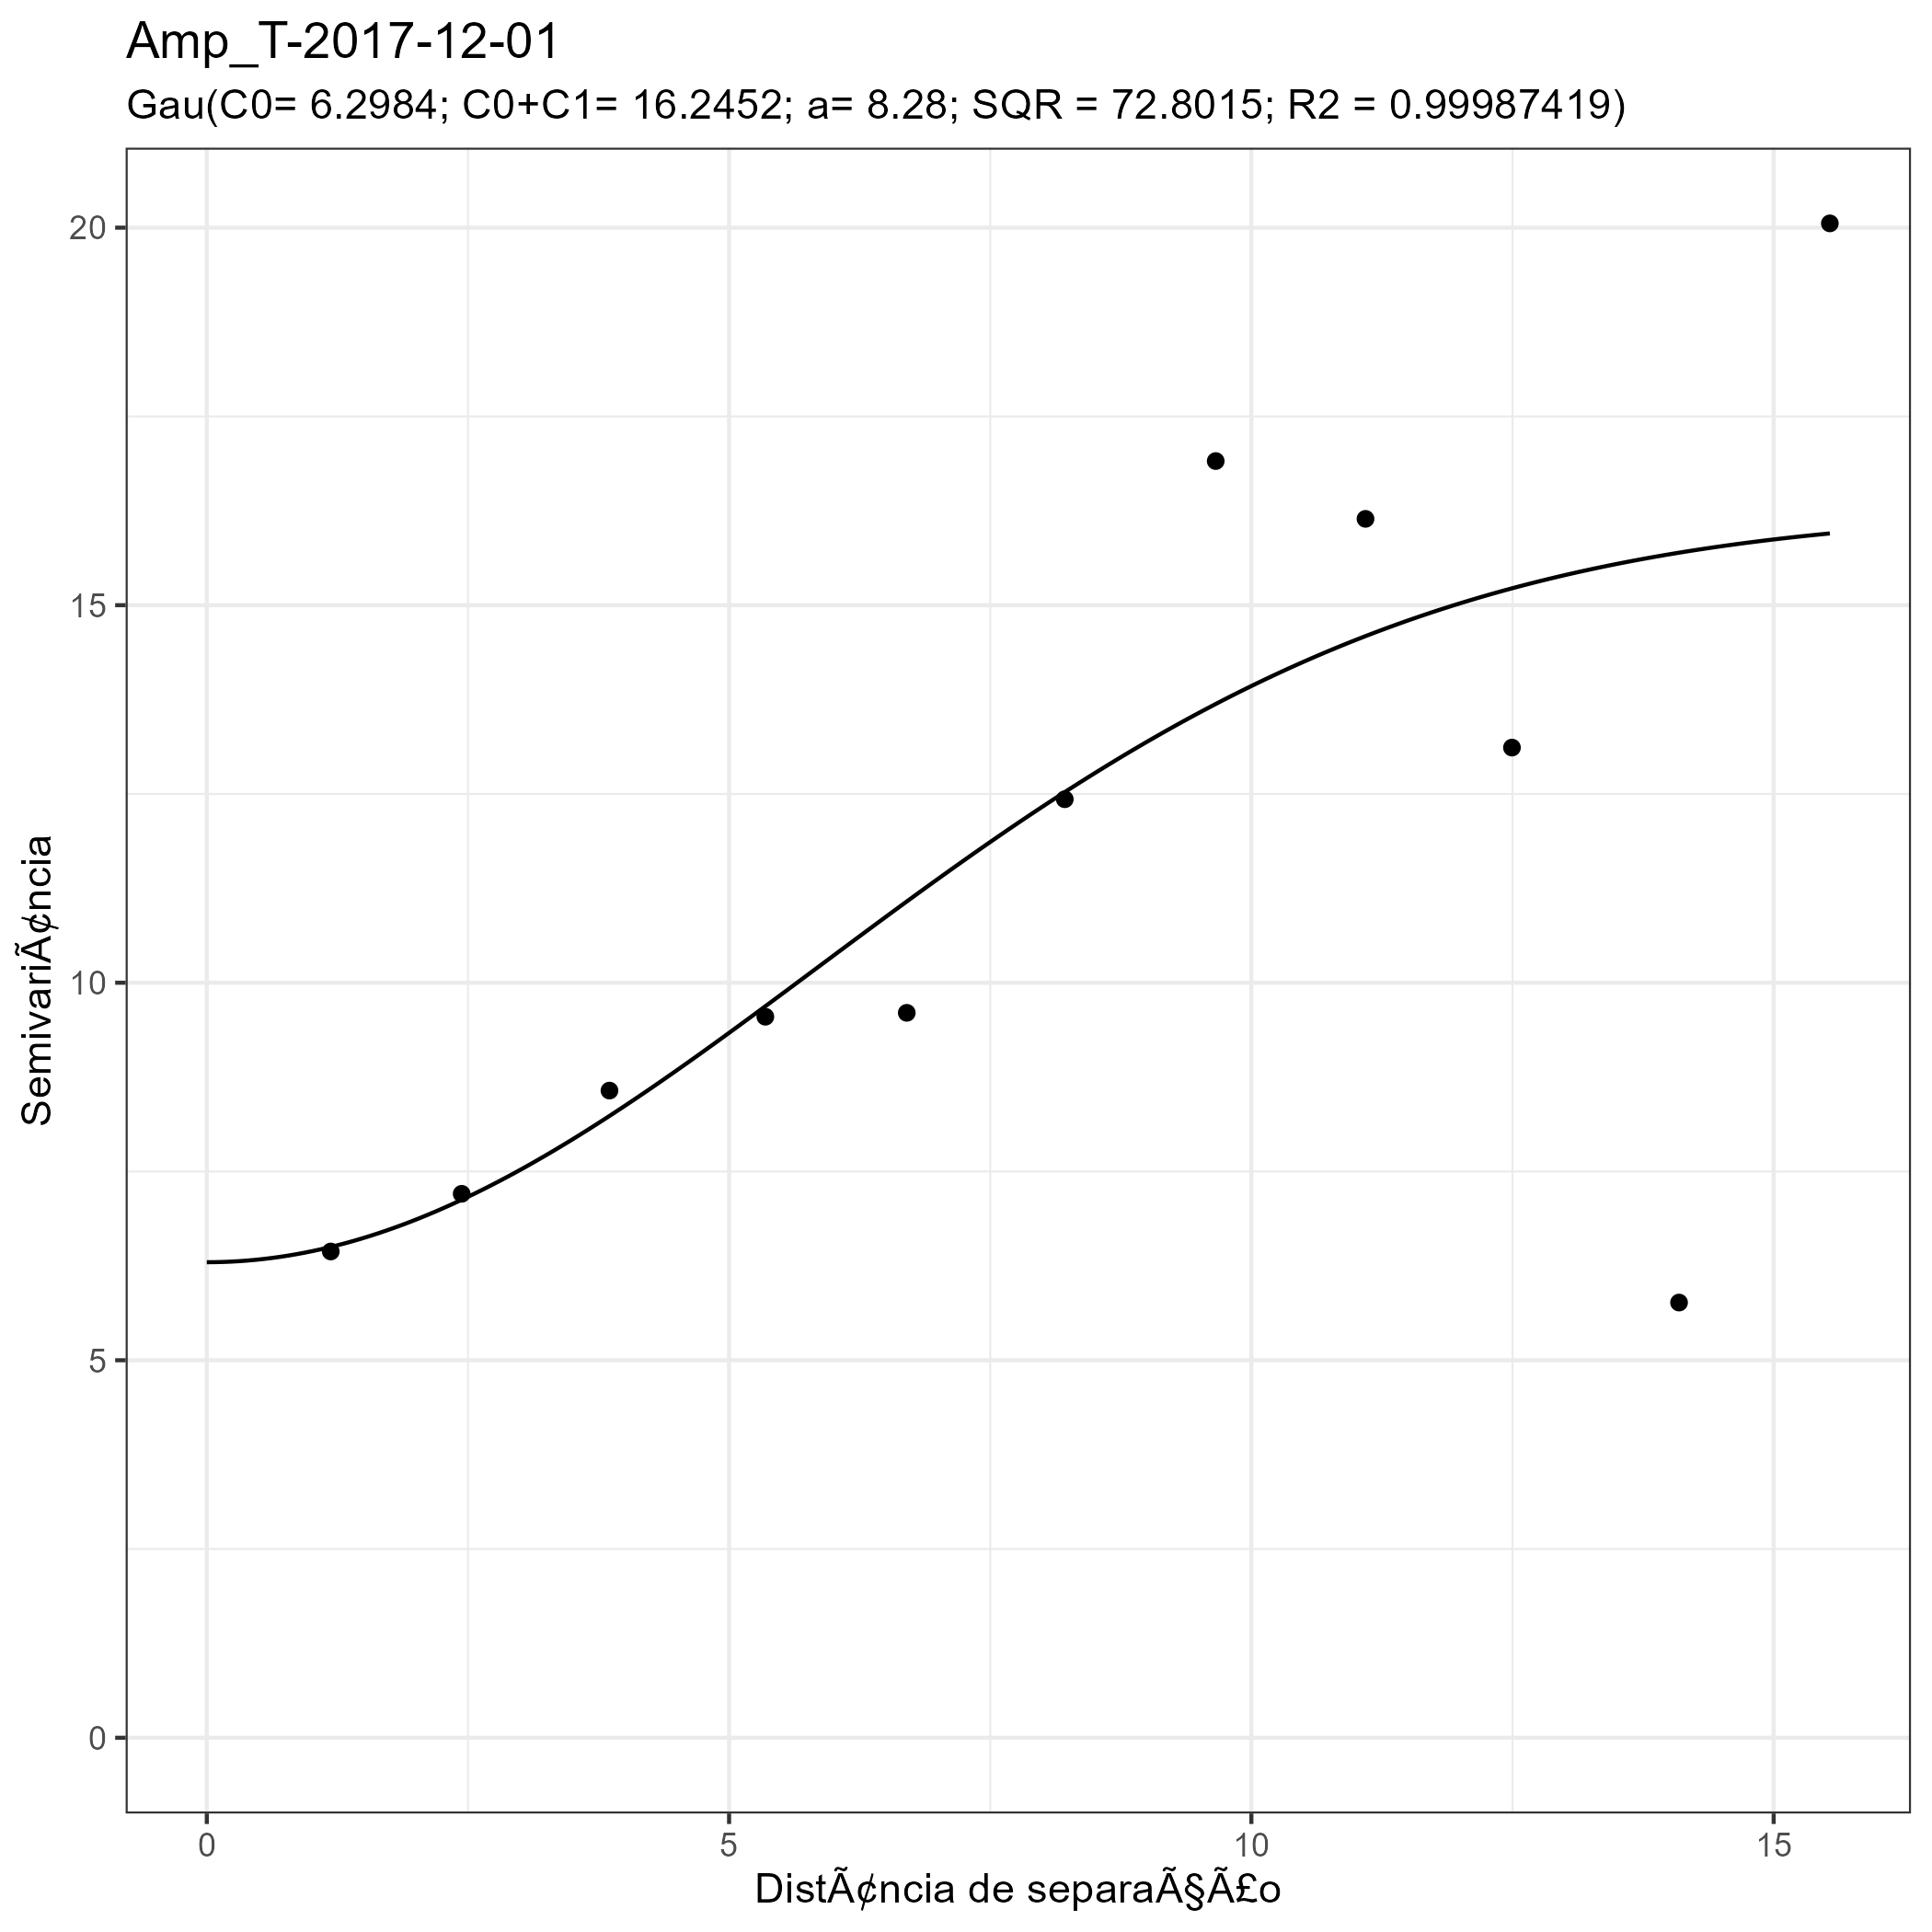 Amp_T-2017-12-01
Gau(C0= 6.2984; C0+C1= 16.2452; a= 8.28; SQR = 72.8015; R2 = 0.99987419)
SemivariÃ¢ncia
20
15
10
5
0
0 5 10 15
DistÃ¢ncia de separaÃ§Ã£o